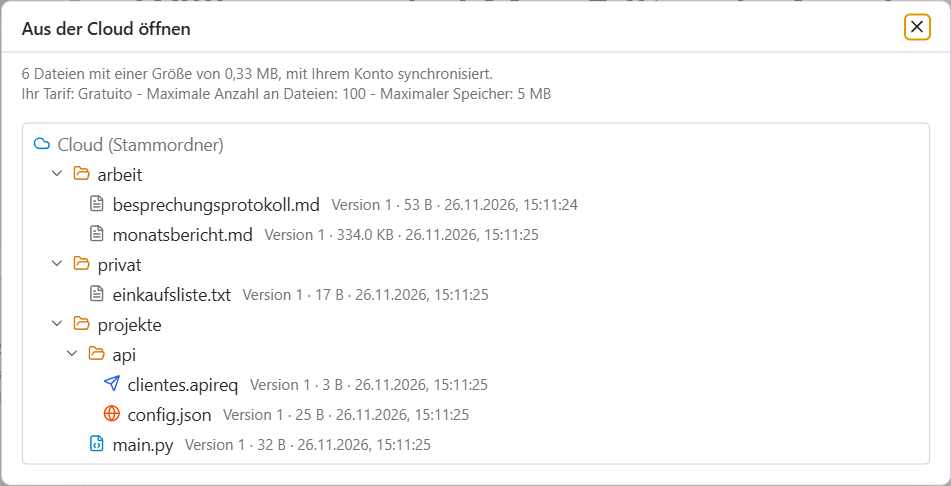 Aus der Cloud öffnen
6 Dateien mit einer Größe von 0,33 MB, mit Ihrem Konto synchronisiert.
Ihr Tarif: Gratuito - Maximale Anzahl an Dateien: 100 - Maximaler Speicher: 5 MB
Cloud (Stammordner)
arbeit
besprechungsprotokoll.md Version 1 · 53 B · 26.11.2026, 15:11:24
monatsbericht.md Version 1 · 334.0 KB · 26.11.2026, 15:11:25
privat
einkaufsliste.txt Version 1 · 17 B · 26.11.2026, 15:11:25
projekte
api
clientes.apireq Version 1 · 3 B · 26.11.2026, 15:11:25
config.json Version 1 · 25 B · 26.11.2026, 15:11:25
main.py Version 1 · 32 B · 26.11.2026, 15:11:25